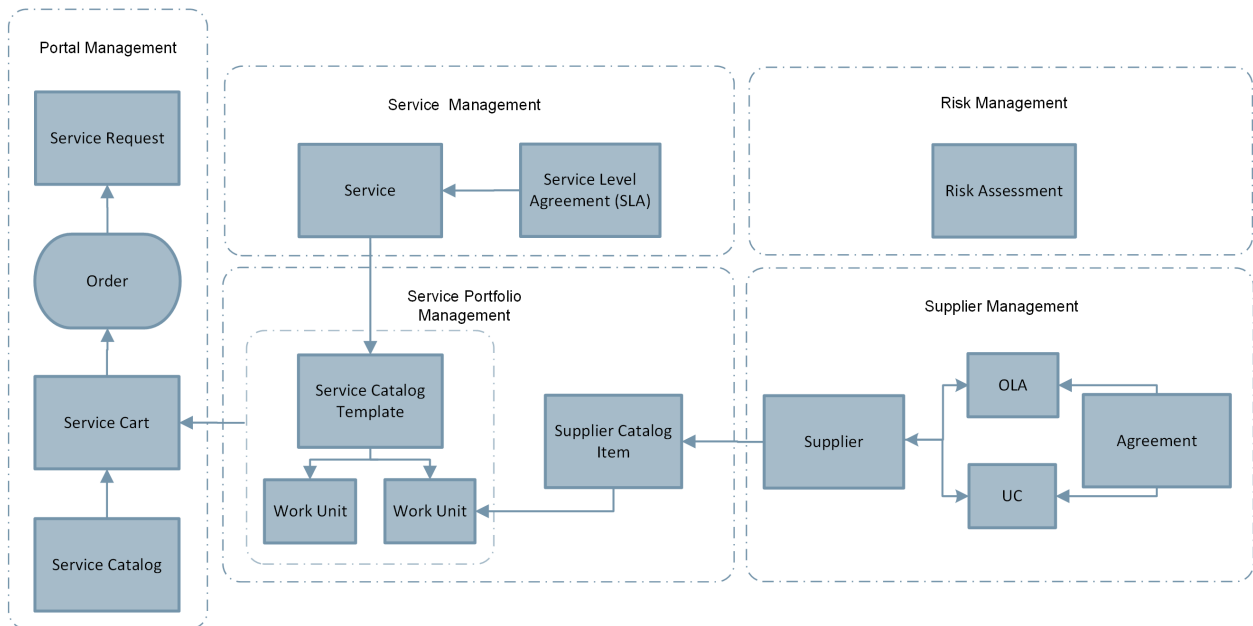 Portal Management
Service Request
Order
Service Cart
Service Catalog
Service Management
Service
Service Level
Agreement (SLA)
Risk Management
Risk Assessment
Service Portfolio
Management
Service Catalog
Template
Work Unit
Work Unit
Supplier Catalog
Item
Supplier Management
Supplier
OLA
UC
Agreement